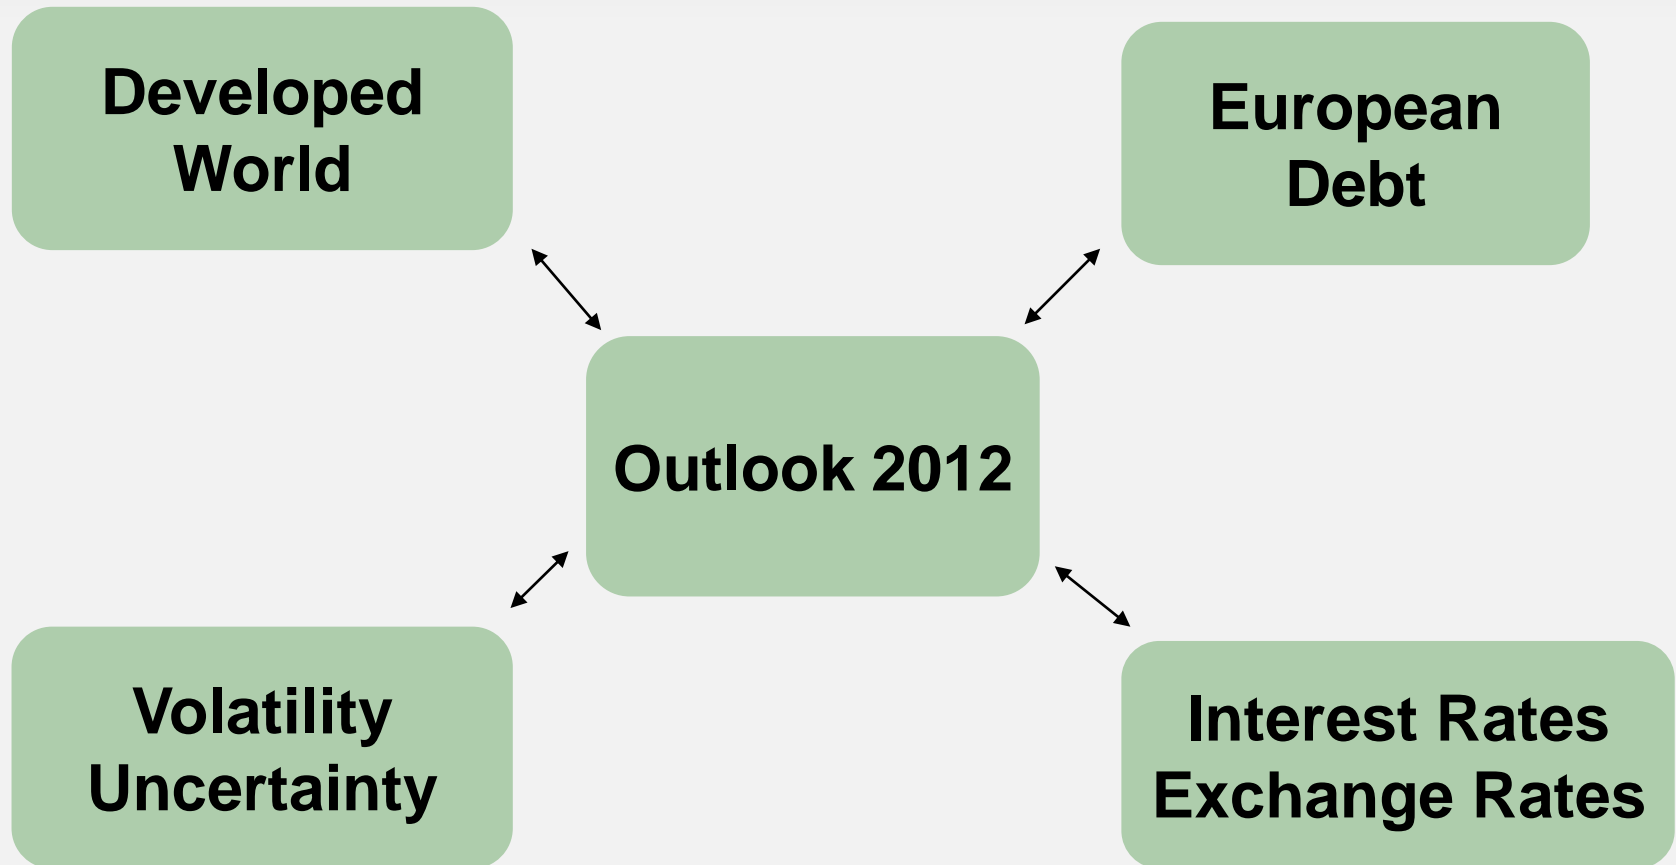 Developed
World
European
Debt
Outlook 2012
Volatility
Uncertainty
Interest Rates
Exchange Rates